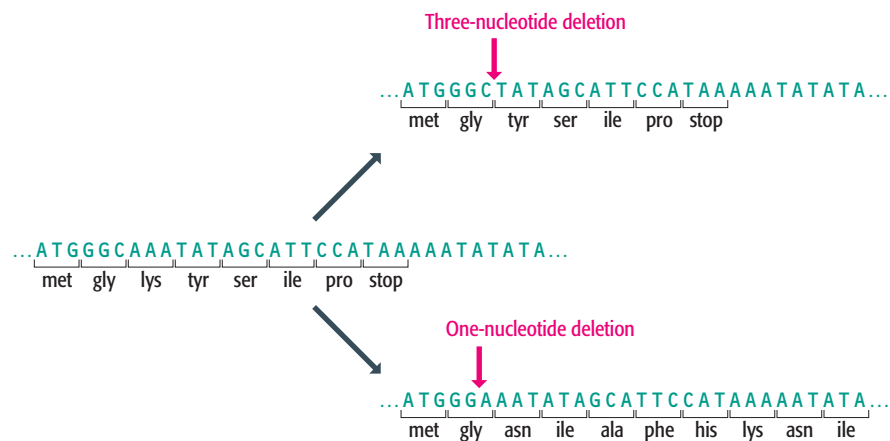 Three-nucleotide deletion
...ATGGGCTATAGCATTCCATAAAAATATATA...
met gly tyr ser ile pro stop
...ATGGGCAAATATAGCATTCCATAAAAATATATA...
met gly lys tyr ser ile pro stop
One-nucleotide deletion
...ATGGGAAATATAGCATTCCATAAAAATATA...
met gly asn ile ala phe his lys asn ile